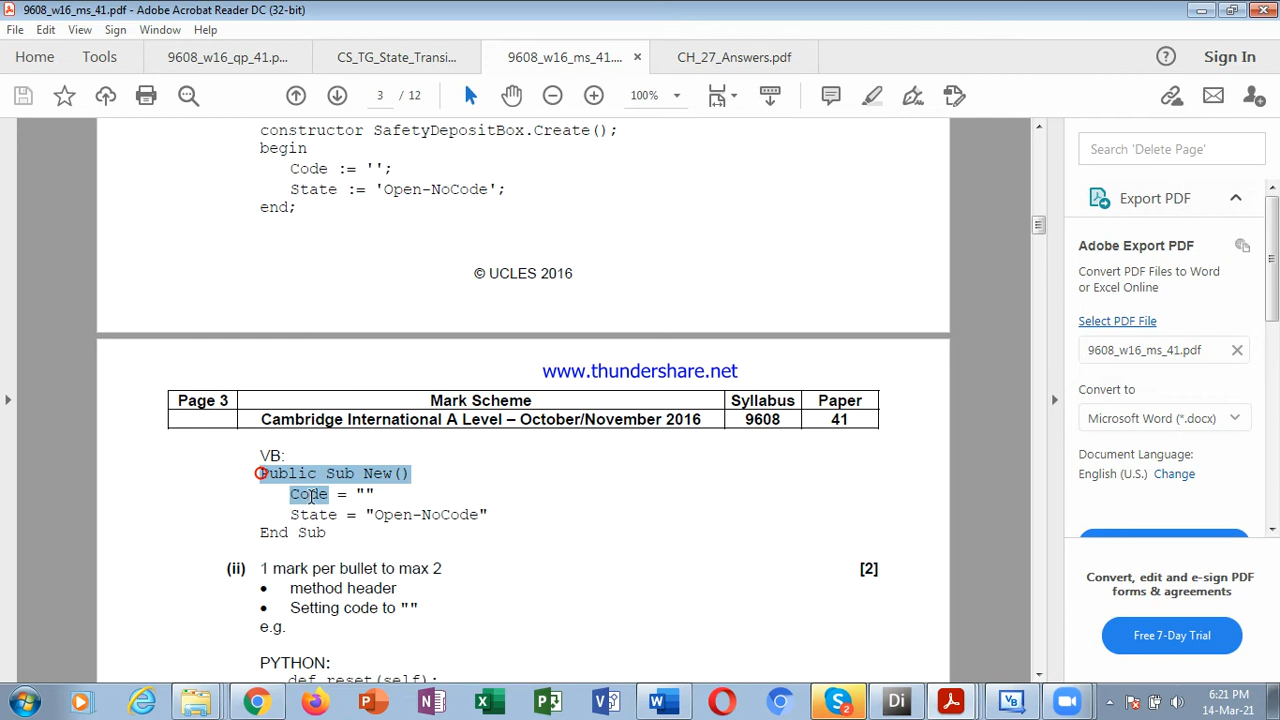 9608_w16_ms_41.pdf - Adobe Acrobat Reader DC (32-bit)
File Edit View Sign Window Help
Home Tools 9608_w16_qp_41.p... CS_TG_State_Transi... 9608_w16_ms_41.... CH_27_Answers.pdf Sign In
3 / 12 100%
constructor SafetyDepositBox.Create();
begin
Code := '';
State := 'Open-NoCode';
end;
© UCLES 2016
www.thundershare.net
Page 3 Mark Scheme Syllabus Paper
Cambridge International A Level – October/November 2016 9608 41
VB:
Public Sub New()
Code = ""
State = "Open-NoCode"
End Sub
(ii) 1 mark per bullet to max 2 [2]
• method header
• Setting code to ""
e.g.
PYTHON:
def reset(self):
Search 'Delete Page'
Export PDF
Adobe Export PDF
Convert PDF Files to Word
or Excel Online
Select PDF File
9608_w16_ms_41.pdf
Convert to
Microsoft Word (*.docx)
Document Language:
English (U.S.) Change
Convert, edit and e-sign PDF
forms & agreements
Free 7-Day Trial
2
Di
6:21 PM
14-Mar-21